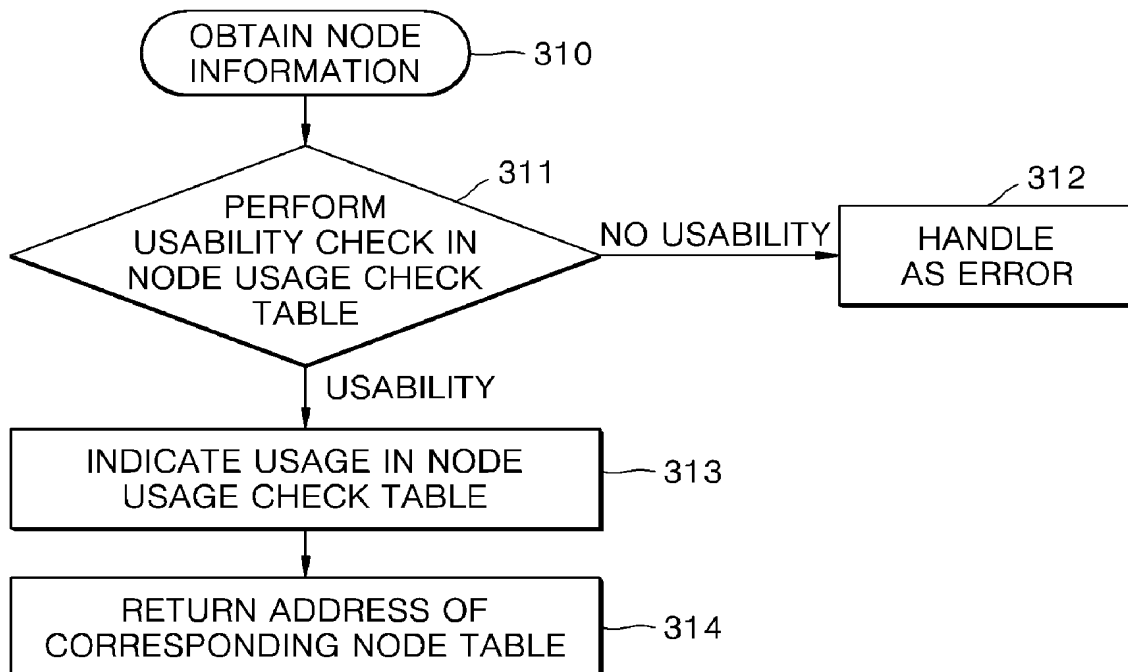 OBTAIN NODE
INFORMATION
310
311
PERFORM
USABILITY CHECK IN
NODE USAGE CHECK
TABLE
NO USABILITY
312
HANDLE
AS ERROR
USABILITY
INDICATE USAGE IN NODE
USAGE CHECK TABLE
313
RETURN ADDRESS OF
CORRESPONDING NODE TABLE
314